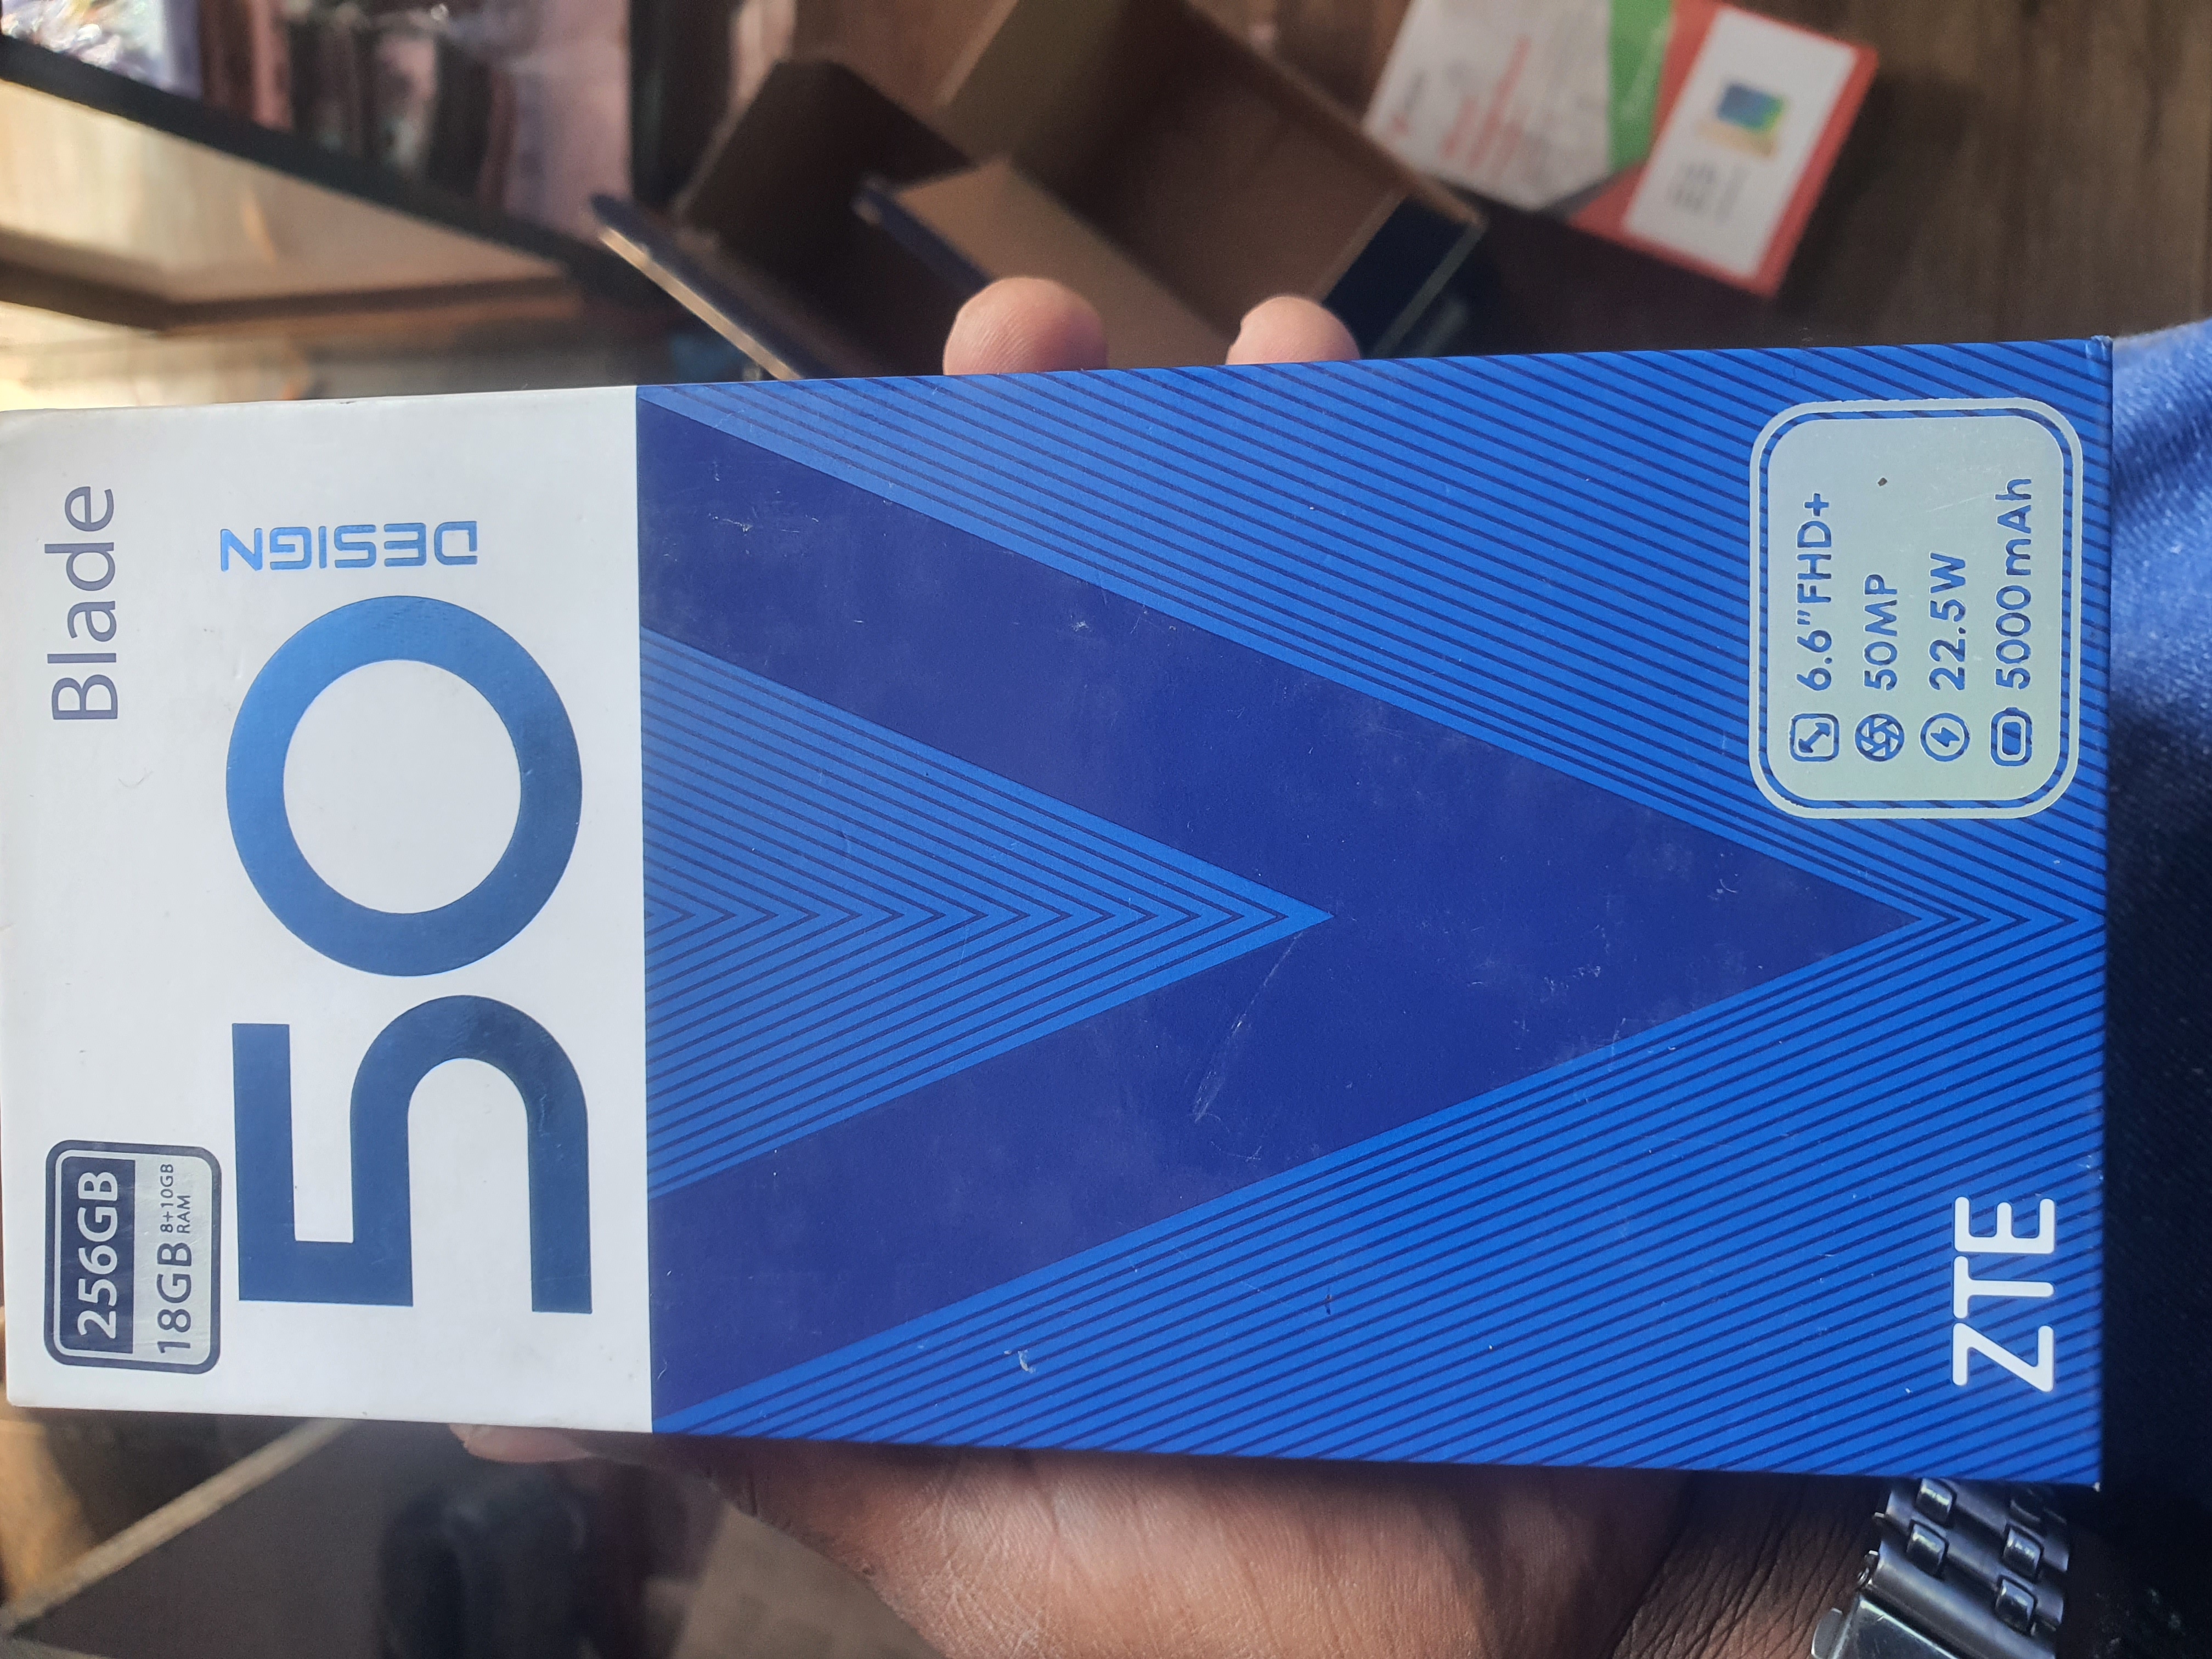 256GB
18GB 8+10GB
RAM
Blade
50
DESIGN
ZTE
6.6"FHD+
50MP
22.5W
5000mAh